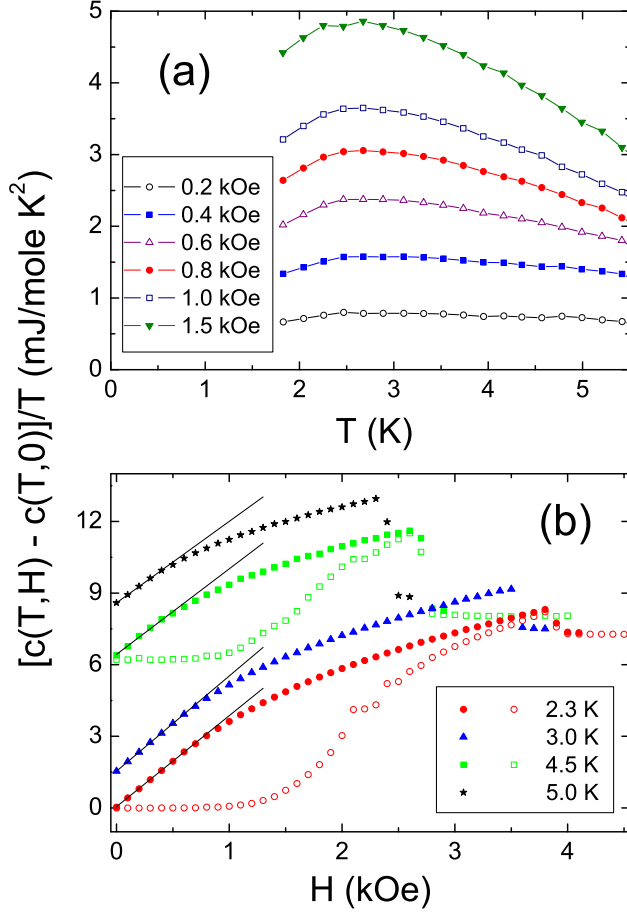 5
4
3
2
1
0
(a)
0.2 kOe
0.4 kOe
0.6 kOe
0.8 kOe
1.0 kOe
1.5 kOe
0 1 2 3 4 5
T (K)
[c(T,H) - c(T,0)]/T (mJ/mole K²)
12
9
6
3
0
(b)
2.3 K
3.0 K
4.5 K
5.0 K
0 1 2 3 4
H (kOe)